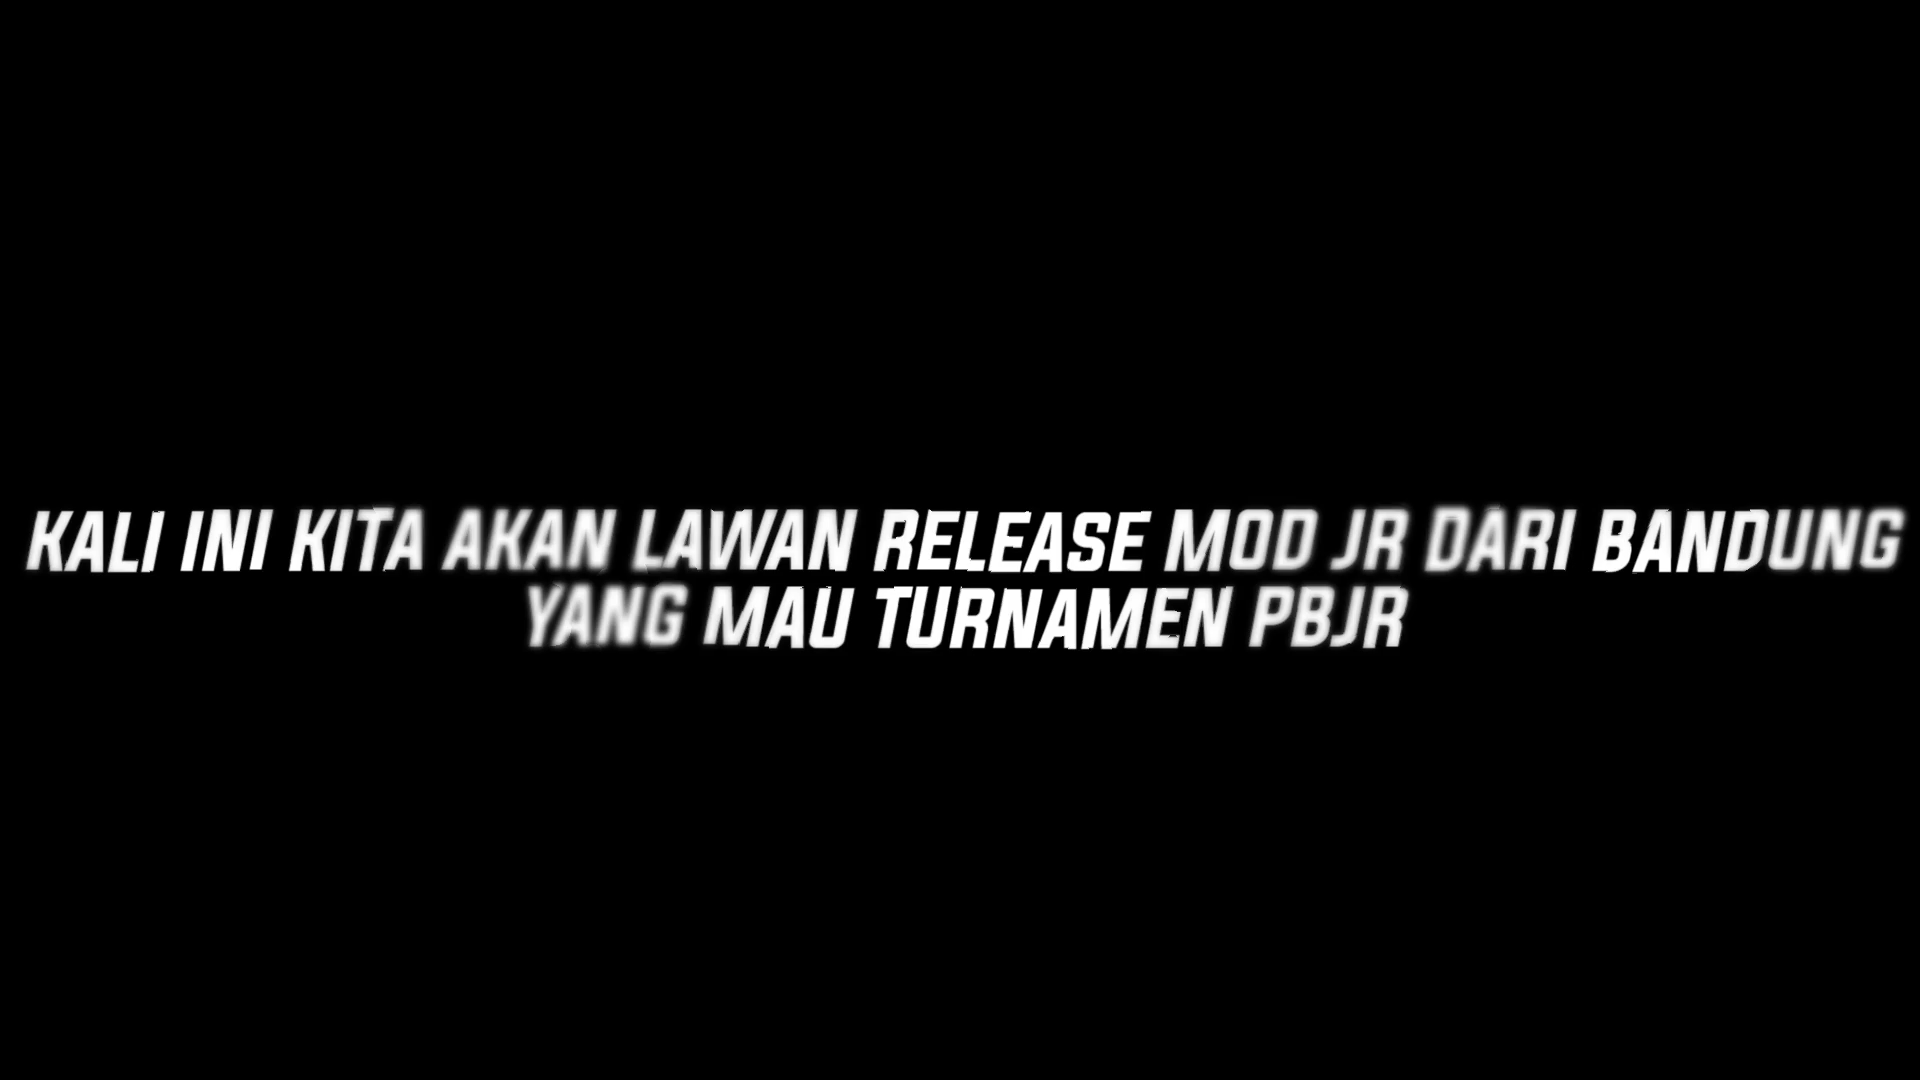 KALI INI KITA AKAN LAWAN RELEASE MOD JR DARI BANDUNG
YANG MAU TURNAMEN PBJR